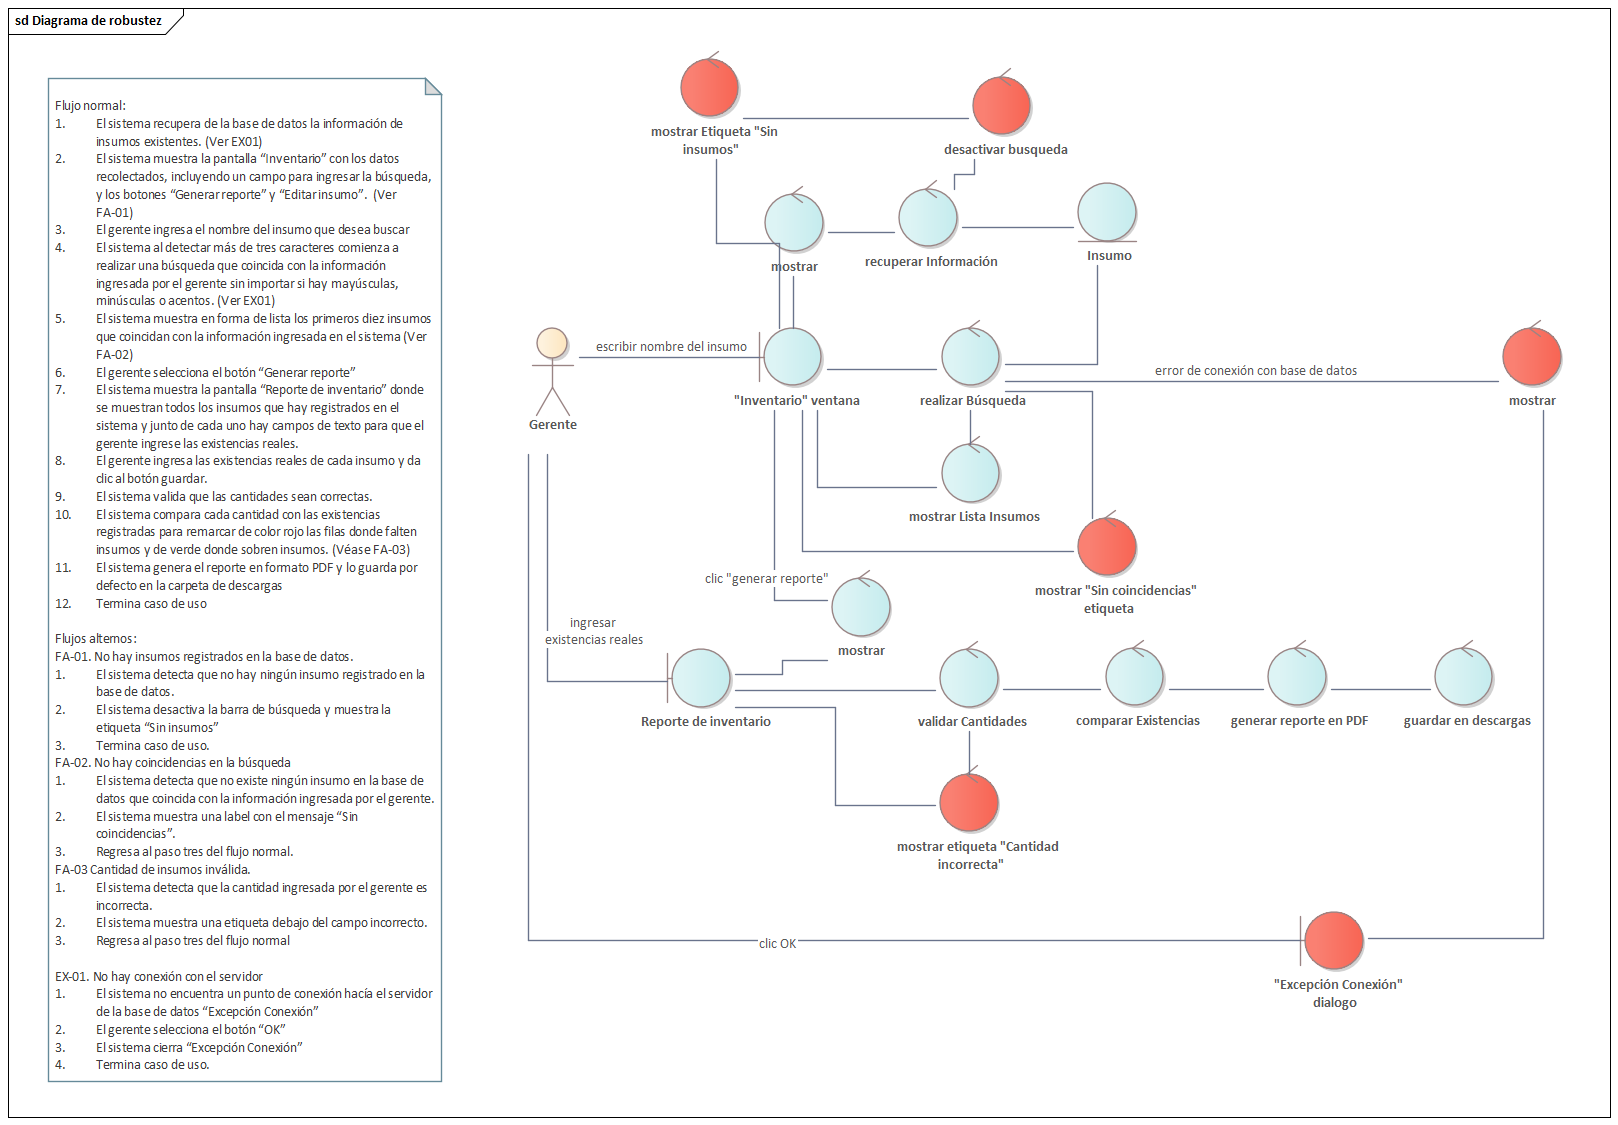 sd Diagrama de robustez
Flujo normal:
1. El sistema recupera de la base de datos la información de
insumos existentes. (Ver EX01)
2. El sistema muestra la pantalla “Inventario” con los datos
recolectados, incluyendo un campo para ingresar la búsqueda,
y los botones “Generar reporte” y “Editar insumo”. (Ver
FA-01)
3. El gerente ingresa el nombre del insumo que desea buscar
4. El sistema al detectar más de tres caracteres comienza a
realizar una búsqueda que coincida con la información
ingresada por el gerente sin importar si hay mayúsculas,
minúsculas o acentos. (Ver EX01)
5. El sistema muestra en forma de lista los primeros diez insumos
que coincidan con la información ingresada en el sistema (Ver
FA-02)
6. El gerente selecciona el botón “Generar reporte”
7. El sistema muestra la pantalla “Reporte de inventario” donde
se muestran todos los insumos que hay registrados en el
sistema y junto de cada uno hay campos de texto para que el
gerente ingrese las existencias reales.
8. El gerente ingresa las existencias reales de cada insumo y da
clic al botón guardar.
9. El sistema valida que las cantidades sean correctas.
10. El sistema compara cada cantidad con las existencias
registradas para remarcar de color rojo las filas donde falten
insumos y de verde donde sobren insumos. (Véase FA-03)
11. El sistema genera el reporte en formato PDF y lo guarda por
defecto en la carpeta de descargas
12. Termina caso de uso
Flujos alternos:
FA-01. No hay insumos registrados en la base de datos.
1. El sistema detecta que no hay ningún insumo registrado en la
base de datos.
2. El sistema desactiva la barra de búsqueda y muestra la
etiqueta “Sin insumos”
3. Termina caso de uso.
FA-02. No hay coincidencias en la búsqueda
1. El sistema detecta que no existe ningún insumo en la base de
datos que coincida con la información ingresada por el gerente.
2. El sistema muestra una label con el mensaje “Sin
coincidencias”.
3. Regresa al paso tres del flujo normal.
FA-03 Cantidad de insumos inválida.
1. El sistema detecta que la cantidad ingresada por el gerente es
incorrecta.
2. El sistema muestra una etiqueta debajo del campo incorrecto.
3. Regresa al paso tres del flujo normal
EX-01. No hay conexión con el servidor
1. El sistema no encuentra un punto de conexión hacía el servidor
de la base de datos “Excepción Conexión”
2. El gerente selecciona el botón “OK”
3. El sistema cierra “Excepción Conexión”
4. Termina caso de uso.
mostrar Etiqueta "Sin
insumos"
desactivar busqueda
mostrar
recuperar Información
Insumo
escribir nombre del insumo
Gerente
"Inventario" ventana
realizar Búsqueda
error de conexión con base de datos
mostrar
mostrar Lista Insumos
mostrar "Sin coincidencias"
etiqueta
clic "generar reporte"
mostrar
ingresar
existencias reales
Reporte de inventario
validar Cantidades
comparar Existencias
generar reporte en PDF
guardar en descargas
mostrar etiqueta "Cantidad
incorrecta"
clic OK
"Excepción Conexión"
dialogo